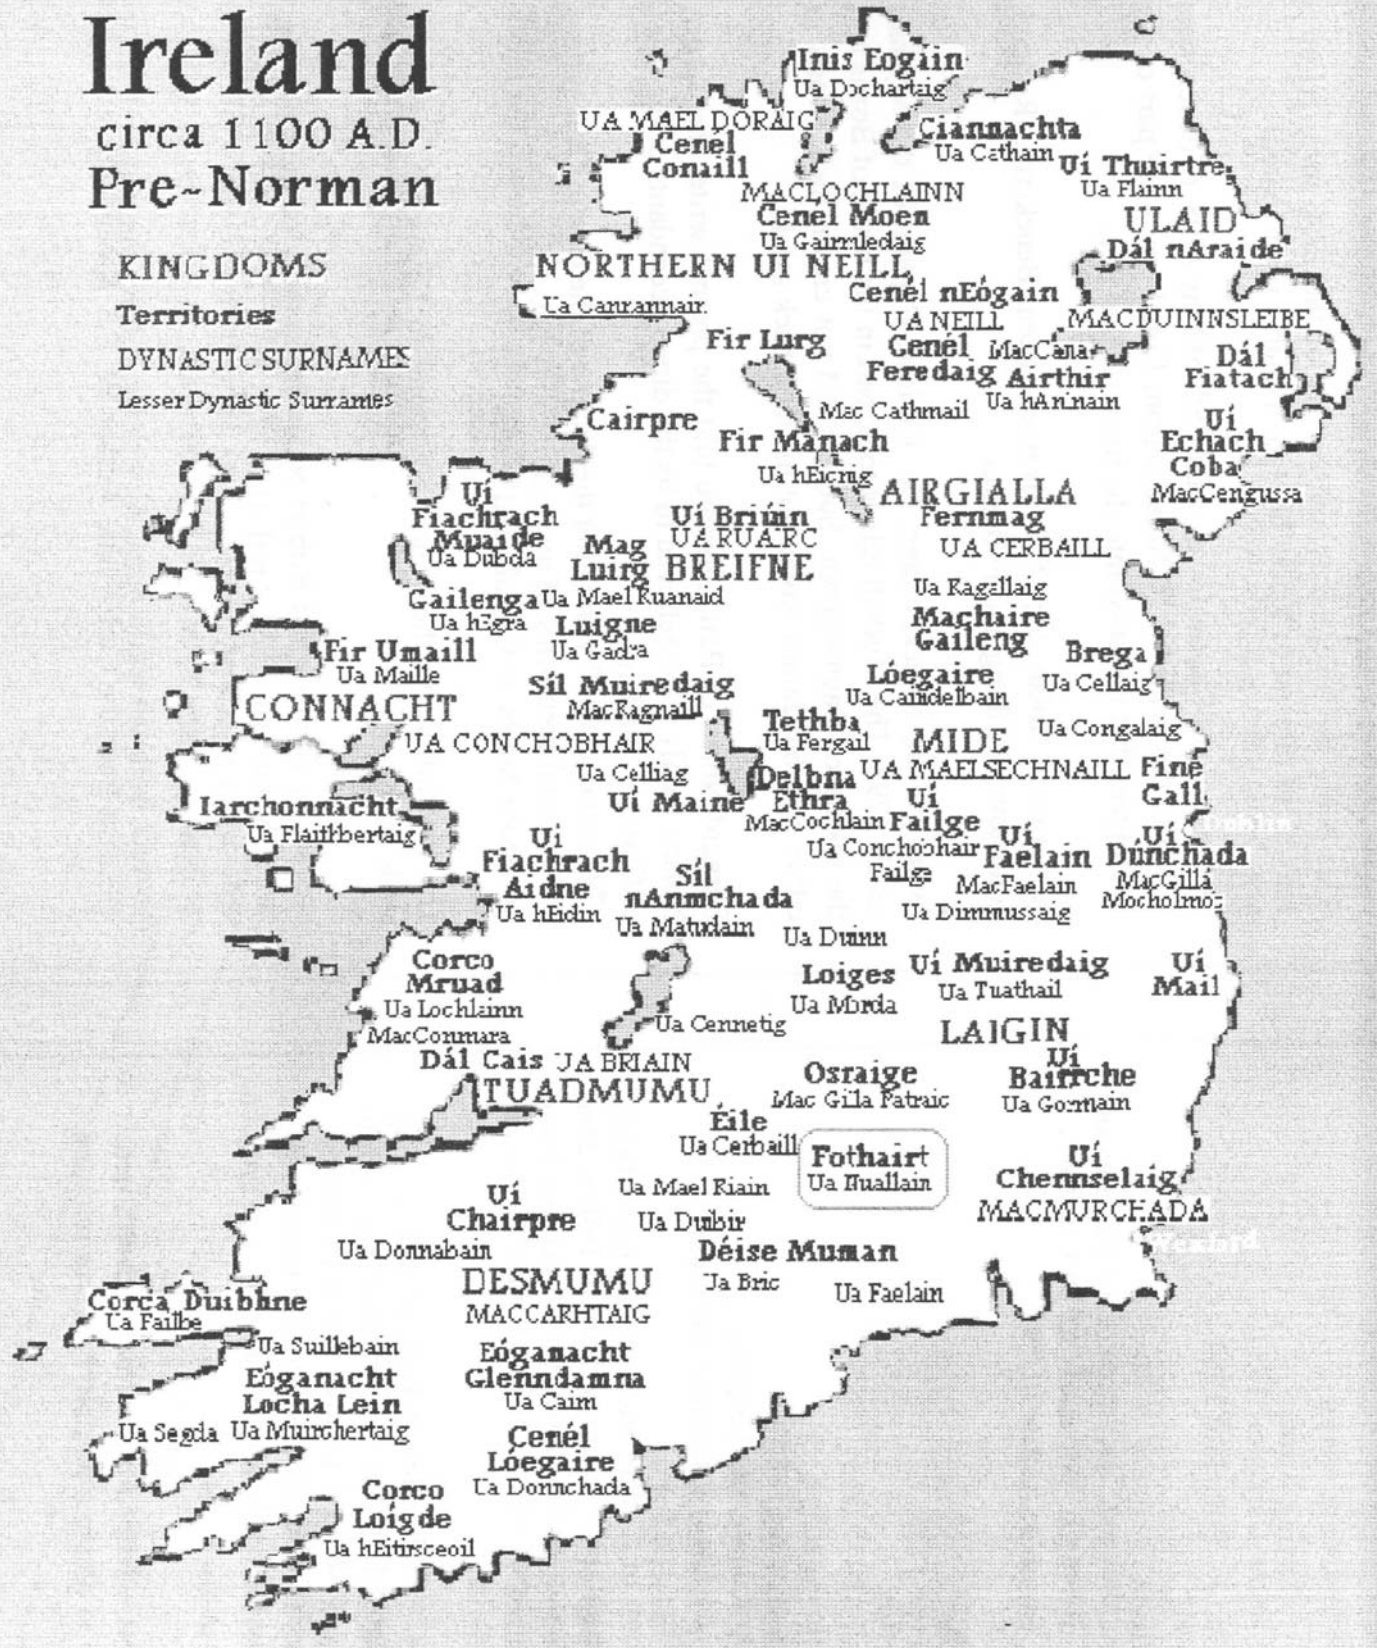 Ireland
circa 1100 A.D.
Pre-Norman
KINGDOMS
Territories
DYNASTIC SURNAMES
Lesser Dynastic Surnames
Inis Eogain
Ua Dochartaig
UA MAEL DORAIG
Cenel
Conaill
Ciannachta
Ua Cathain
Uí Thuirtre
Ua Flainn
MACLOCHLAINN
Cenel Moen
Ua Gairmledaig
ULAID
Dál nAraide
NORTHERN UI NEILL
Ua Canrannair
Cenél nEógain
UA NEILL
MACDUINNSLEIBE
Fir Lurg
Cenél
Feredaig
MacCana
Airthir
Ua hAninain
Dál
Fiatach
Mac Cathmail
Cairpre
Fir Manach
Ua hEicnig
Uí
Echach
Coba
MacCengussa
AIRGIALLA
Fernmag
UA CERBAILL
Uí
Fiachrach
Muaide
Ua Dubda
Mag
Luirg
Ua Mael Ruanaid
Uí Briúin
UA RUAIRC
BREIFNE
Ua Ragallaig
Gailenga
Ua hEgra
Luigne
Ua Gadra
Machaire
Gaileng
Brega
Ua Cellaig
Fir Umaill
Ua Maille
Síl Muiredaig
MacRagnaill
Lóegaire
Ua Caindelbain
CONNACHT
UA CONCHOBHAIR
Tethba
Ua Fergail
MIDE
UA MAELSECHNAILL
Ua Congalaig
Ua Celliag
Uí Maine
Delbna
Ethra
MacCochlain
Fine
Gall
Iarchonnacht
Ua Flaithbertaig
Uí
Failge
Ua Conchobhair
Failge
Uí
Faelain
MacFaelain
Uí
Dúnchada
MacGilla
Mocholmoc
Dublin
Uí
Fiachrach
Aidne
Ua hEidin
Síl
nAnmchada
Ua Matudain
Ua Dimmussaig
Ua Duinn
Corco
Mruad
Ua Lochlainn
MacConmara
Loiges
Ua Morda
Uí Muiredaig
Ua Tuathail
Uí
Mail
Ua Cennetig
LAIGIN
Dál Cais
UA BRIAIN
TUADMUMU
Osraige
Mac Gilla Patraic
Uí
Bairrche
Ua Gormain
Éile
Ua Cerbaill
Fothairt
Ua Nuallain
Uí
Chennselaig
MACMURCHADA
Wexford
Uí
Chairpre
Ua Donnabain
Ua Mael Riain
Ua Duibir
Déise Muman
Ua Bric
Ua Faelain
DESMUMU
MACCARHTAIG
Corca Duibhne
Ua Failbe
Ua Suillebain
Eóganacht
Locha Lein
Ua Muirchertaig
Ua Segda
Eóganacht
Glenndamna
Ua Caim
Cenél
Lóegaire
Ua Donnchada
Corco
Loígde
Ua hEitirsceoil